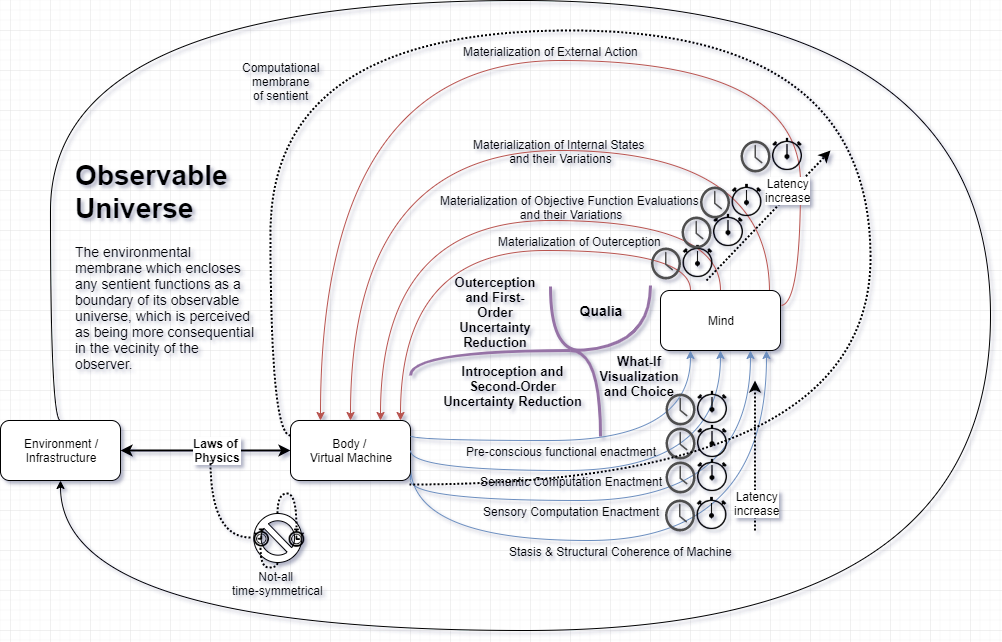 Materialization of External Action
Computational
membrane
of sentient
Materialization of Internal States
and their Variations
Observable
Universe
Latency
increase
Materialization of Objective Function Evaluations
and their Variations
Materialization of Outerception
The environmental
membrane which encloses
any sentient functions as a
boundary of its observable
universe, which is perceived
as being more consequential
in the vecinity of the
observer.
Outerception
and First-
Order
Uncertainty
Reduction
Qualia
Mind
Introception and
Second-Order
Uncertainty Reduction
What-If
Visualization
and Choice
Environment /
Infrastructure
Laws of
Physics
Body /
Virtual Machine
Pre-conscious functional enactment
Semantic Computation Enactment
Sensory Computation Enactment
Latency
increase
Stasis & Structural Coherence of Machine
Not-all
time-symmetrical